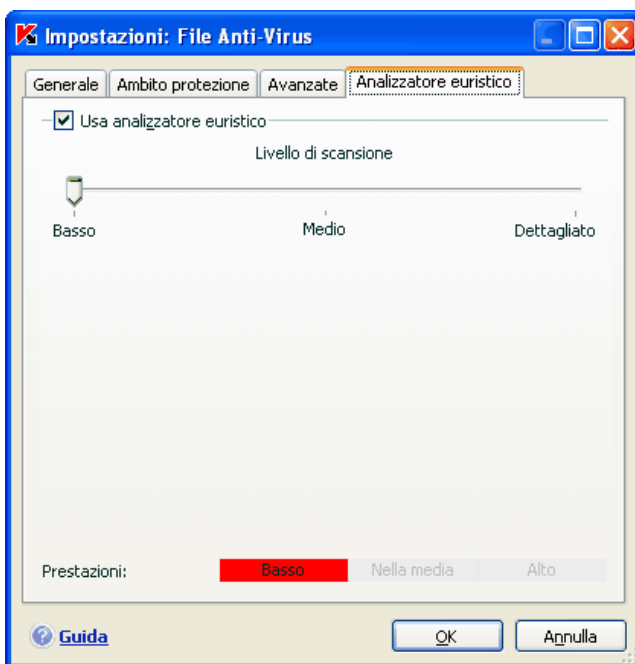 Impostazioni: File Anti-Virus
Generale Ambito protezione Avanzate Analizzatore euristico
Usa analizzatore euristico
Livello di scansione
Basso Medio Dettagliato
Prestazioni: Basso Nella media Alto
Guida OK Annulla